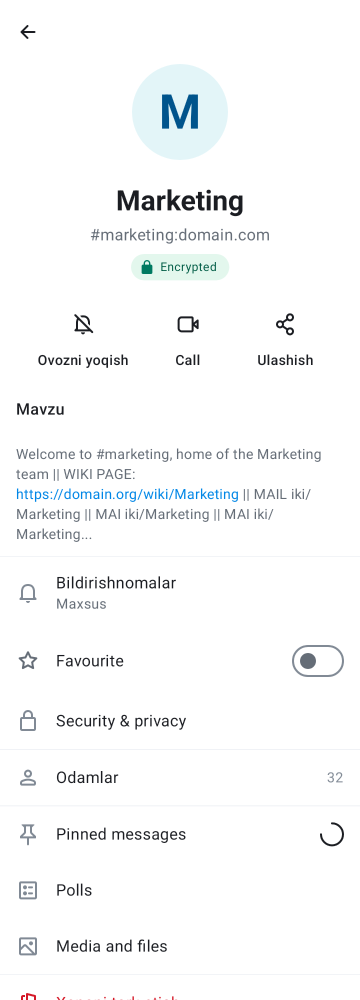 M
Marketing
#marketing:domain.com
Encrypted
Ovozni yoqish
Call
Ulashish
Mavzu
Welcome to #marketing, home of the Marketing
team || WIKI PAGE:
https://domain.org/wiki/Marketing || MAIL iki/
Marketing || MAI iki/Marketing || MAI iki/
Marketing...
Bildirishnomalar
Maxsus
Favourite
Security & privacy
Odamlar 32
Pinned messages
Polls
Media and files